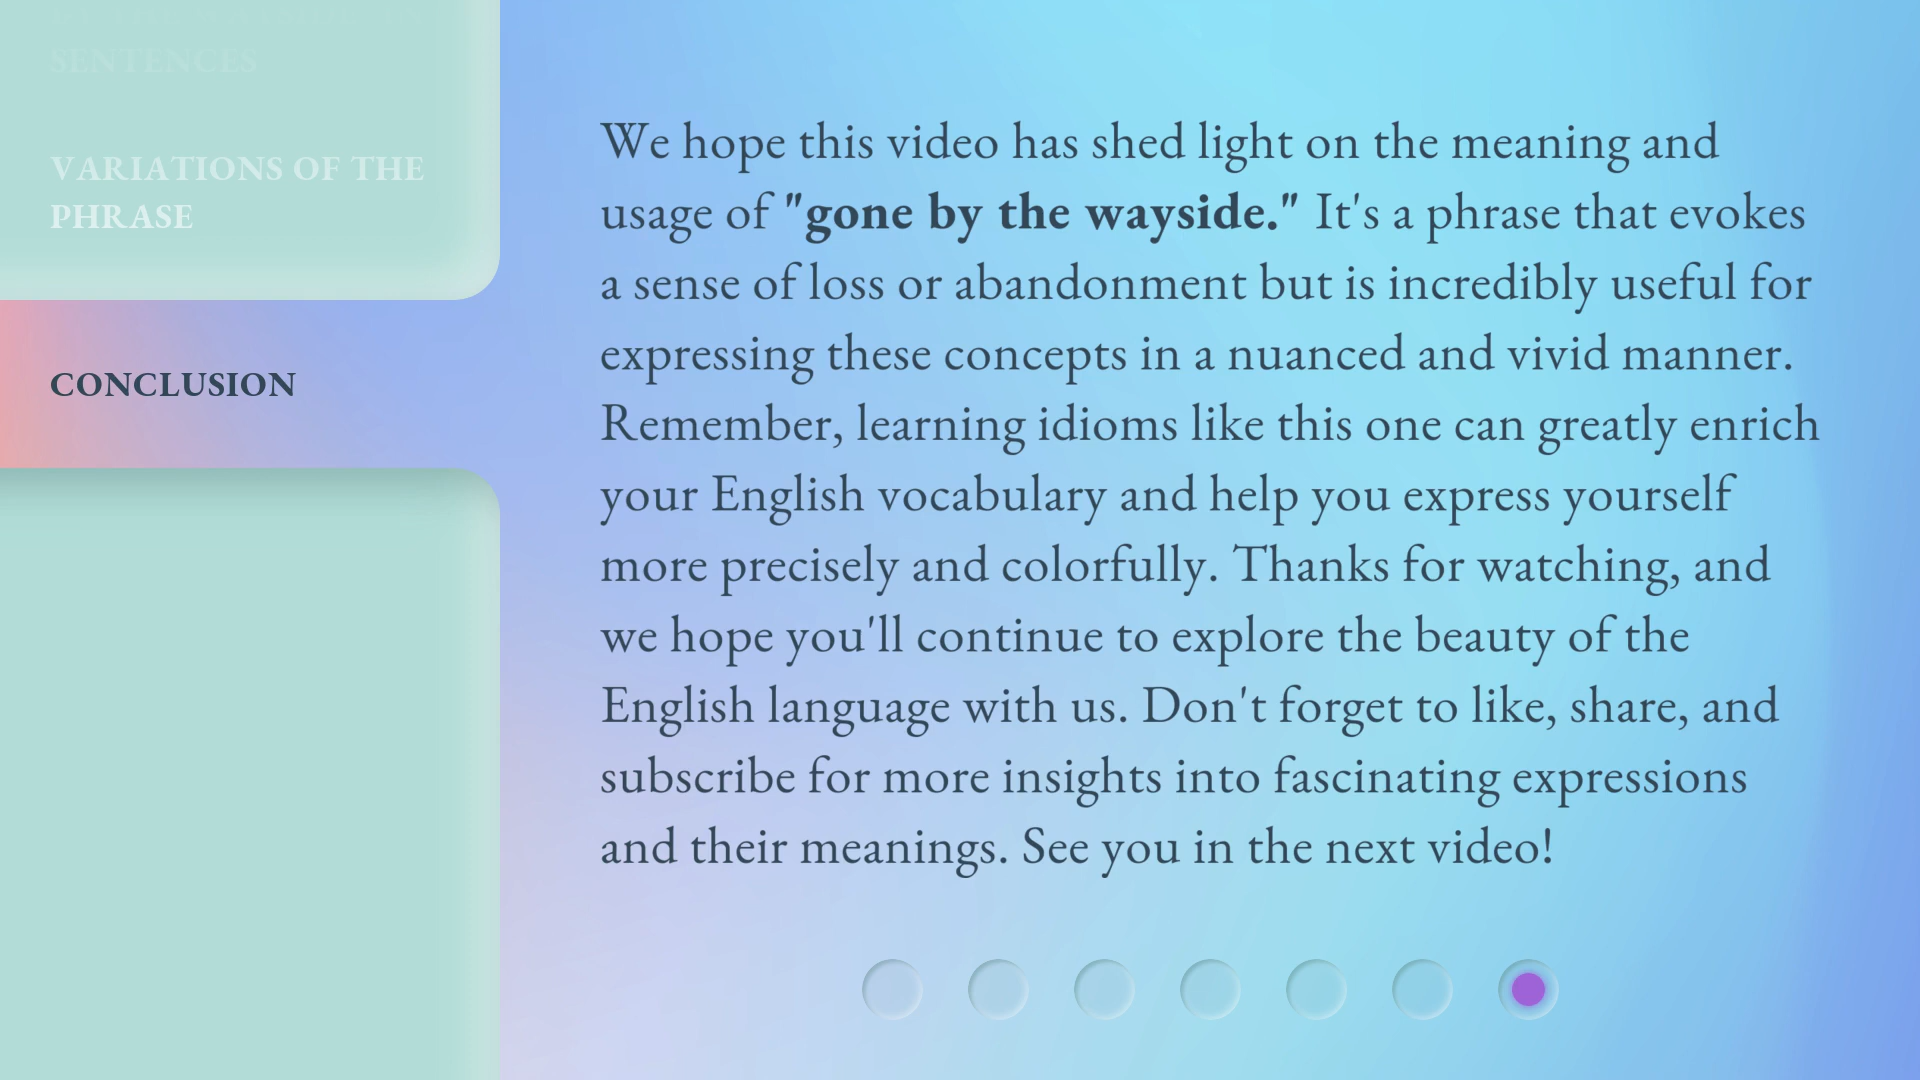 SENTENCES
VARIATIONS OF THE
PHRASE
CONCLUSION
We hope this video has shed light on the meaning and
usage of "gone by the wayside." It's a phrase that evokes
a sense of loss or abandonment but is incredibly useful for
expressing these concepts in a nuanced and vivid manner.
Remember, learning idioms like this one can greatly enrich
your English vocabulary and help you express yourself
more precisely and colorfully. Thanks for watching, and
we hope you'll continue to explore the beauty of the
English language with us. Don't forget to like, share, and
subscribe for more insights into fascinating expressions
and their meanings. See you in the next video!